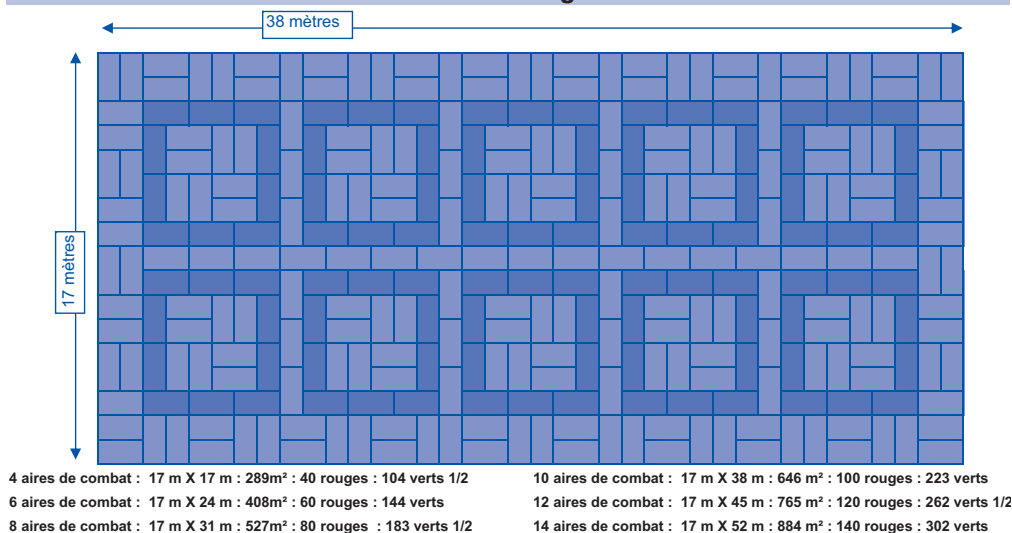 38 mètres
17 mètres
4 aires de combat : 17 m X 17 m : 289m² : 40 rouges : 104 verts 1/2
6 aires de combat : 17 m X 24 m : 408m² : 60 rouges : 144 verts
8 aires de combat : 17 m X 31 m : 527m² : 80 rouges : 183 verts 1/2
10 aires de combat : 17 m X 38 m : 646 m² : 100 rouges : 223 verts
12 aires de combat : 17 m X 45 m : 765 m² : 120 rouges : 262 verts 1/2
14 aires de combat : 17 m X 52 m : 884 m² : 140 rouges : 302 verts